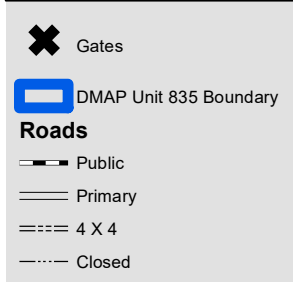 Gates
DMAP Unit 835 Boundary
Roads
Public
Primary
4 X 4
Closed